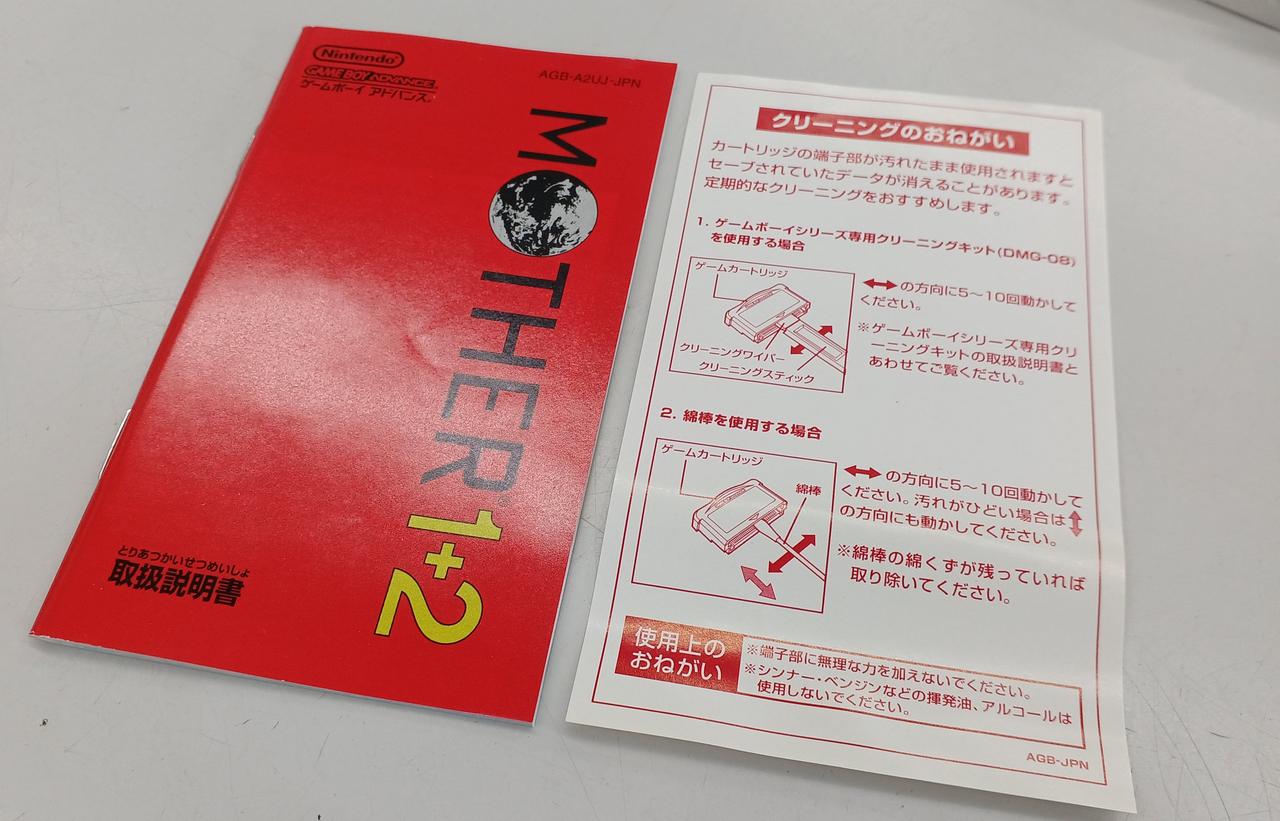 Nintendo
GAME BOY ADVANCE
ゲームボーイ アドバンス
AGB-A2UJ-JPN
MOTHER 1+2
とりあつかいせつめいしょ
取扱説明書
クリーニングのおねがい
カートリッジの端子部が汚れたまま使用されますと
セーブされていたデータが消えることがあります。
定期的なクリーニングをおすすめします。
1. ゲームボーイシリーズ専用クリーニングキット(DMG-08)
を使用する場合
ゲームカートリッジ
クリーニングワイパー
クリーニングスティック
の方向に5〜10回動かして
ください。
※ゲームボーイシリーズ専用クリ
ーニングキットの取扱説明書と
あわせてご覧ください。
2. 綿棒を使用する場合
ゲームカートリッジ
綿棒
の方向に5〜10回動かして
ください。汚れがひどい場合は
の方向にも動かしてください。
※綿棒の綿くずが残っていれば
取り除いてください。
使用上の
おねがい
※端子部に無理な力を加えないでください。
※シンナー・ベンジンなどの揮発油、アルコールは
使用しないでください。
AGB-JPN